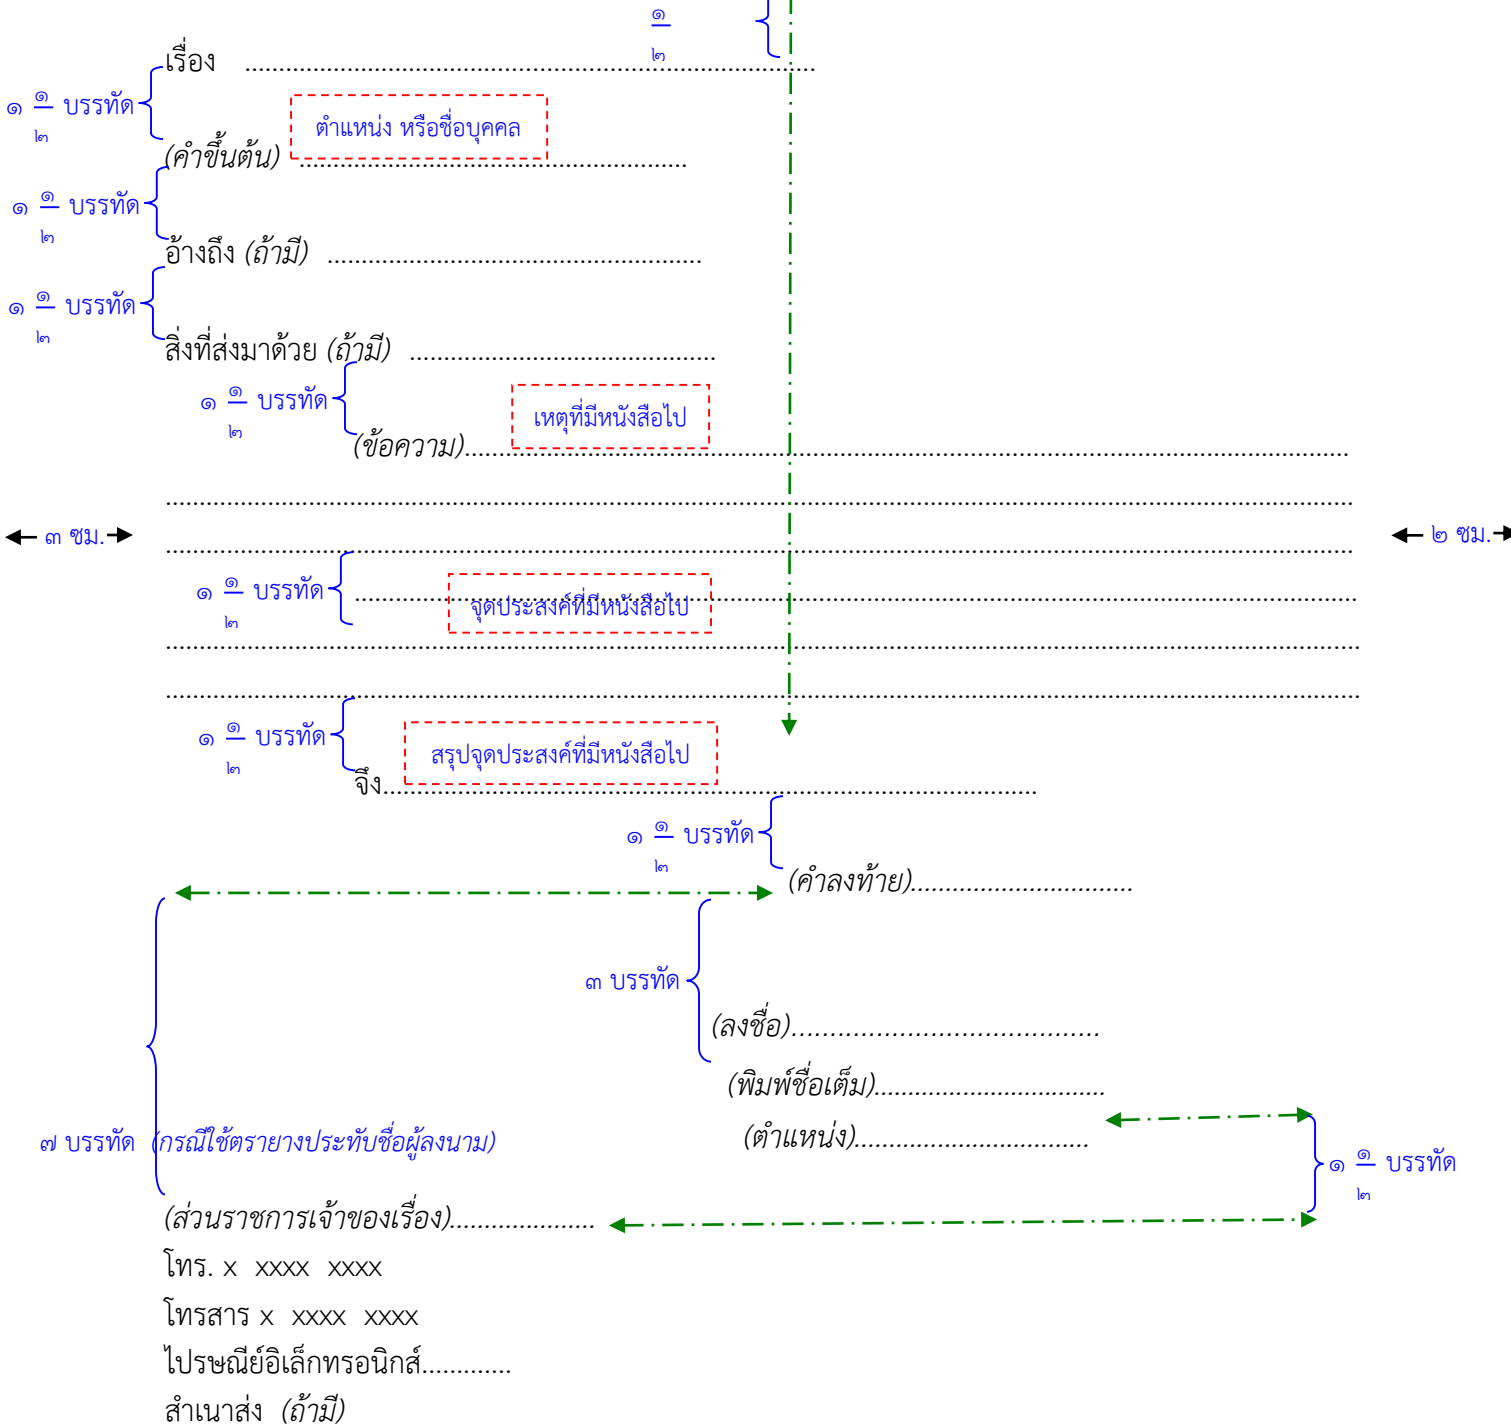 ๑
๒
เรื่อง ....................................................................................
๑ ๑/๒ บรรทัด
ตำแหน่ง หรือชื่อบุคคล
(คำขึ้นต้น) .........................................................
๑ ๑/๒ บรรทัด
อ้างถึง (ถ้ามี) .......................................................
๑ ๑/๒ บรรทัด
สิ่งที่ส่งมาด้วย (ถ้ามี) .............................................
๑ ๑/๒ บรรทัด
เหตุที่มีหนังสือไป
(ข้อความ)..................................................................................................................................
...............................................................................................................................................................................
๓ ซม.
๒ ซม.
...............................................................................................................................................................................
๑ ๑/๒ บรรทัด
จุดประสงค์ที่มีหนังสือไป
...................................................................................................................................................
................................................................................................................................................................................
................................................................................................................................................................................
๑ ๑/๒ บรรทัด
สรุปจุดประสงค์ที่มีหนังสือไป
จึง................................................................................................
๑ ๑/๒ บรรทัด
(คำลงท้าย)................................
๓ บรรทัด
(ลงชื่อ)........................................
(พิมพ์ชื่อเต็ม)..................................
(ตำแหน่ง)..................................
๗ บรรทัด (กรณีใช้ตรายางประทับชื่อผู้ลงนาม)
๑ ๑/๒ บรรทัด
(ส่วนราชการเจ้าของเรื่อง).....................
โทร. x xxxx xxxx
โทรสาร x xxxx xxxx
ไปรษณีย์อิเล็กทรอนิกส์.............
สำเนาส่ง (ถ้ามี)